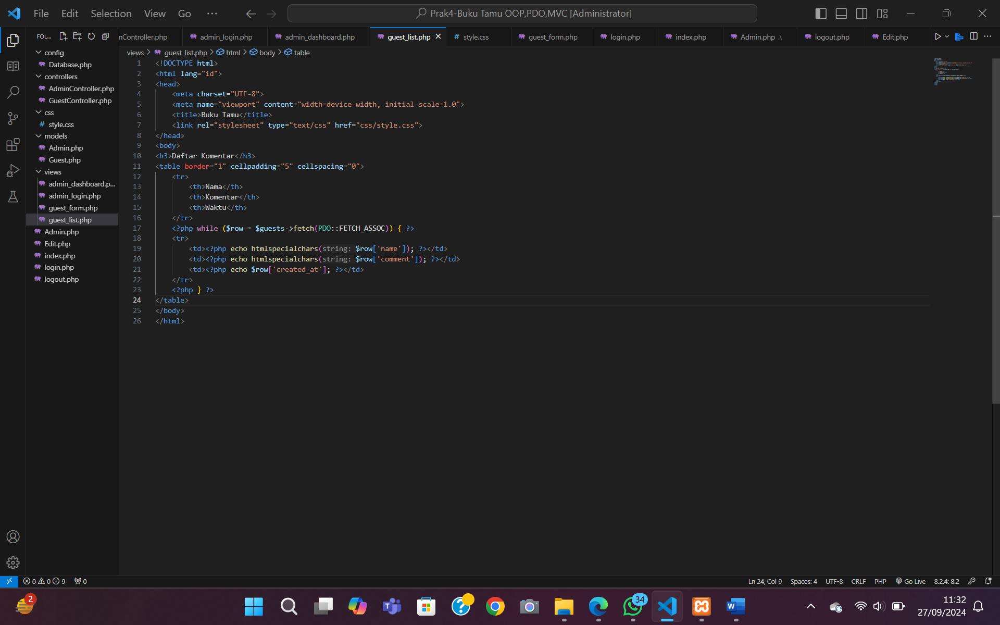 File Edit Selection View Go ··· Prak4-Buku Tamu OOP,PDO,MVC [Administrator]
FOL...
nController.php admin_login.php admin_dashboard.php guest_list.php style.css guest_form.php login.php index.php Admin.php .\ logout.php Edit.php
views > guest_list.php > html > body > table
config
Database.php
controllers
AdminController.php
GuestController.php
css
style.css
models
Admin.php
Guest.php
views
admin_dashboard.p...
admin_login.php
guest_form.php
guest_list.php
Admin.php
Edit.php
index.php
login.php
logout.php
1 <!DOCTYPE html>
2 <html lang="id">
3 <head>
4 <meta charset="UTF-8">
5 <meta name="viewport" content="width=device-width, initial-scale=1.0">
6 <title>Buku Tamu</title>
7 <link rel="stylesheet" type="text/css" href="css/style.css">
8 </head>
9 <body>
10 <h3>Daftar Komentar</h3>
11 <table border="1" cellpadding="5" cellspacing="0">
12 <tr>
13 <th>Nama</th>
14 <th>Komentar</th>
15 <th>Waktu</th>
16 </tr>
17 <?php while ($row = $guests->fetch(PDO::FETCH_ASSOC)) { ?>
18 <tr>
19 <td><?php echo htmlspecialchars(string: $row['name']); ?></td>
20 <td><?php echo htmlspecialchars(string: $row['comment']); ?></td>
21 <td><?php echo $row['created_at']; ?></td>
22 </tr>
23 <?php } ?>
24 </table>
25 </body>
26 </html>
0 0 9 0
Ln 24, Col 9 Spaces: 4 UTF-8 CRLF PHP Go Live 8.2.4: 8.2
2
34
11:32
27/09/2024